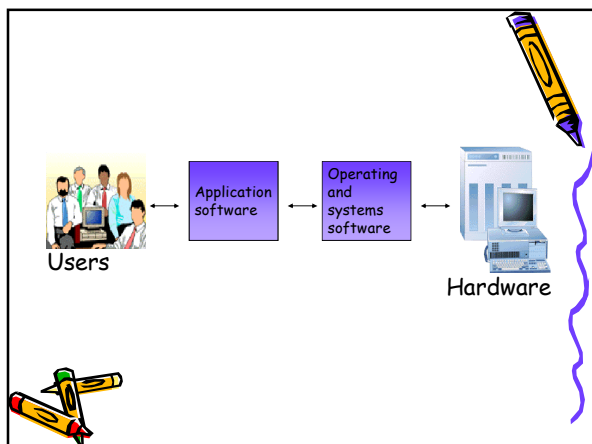 Users
Application
software
Operating
and
systems
software
Hardware